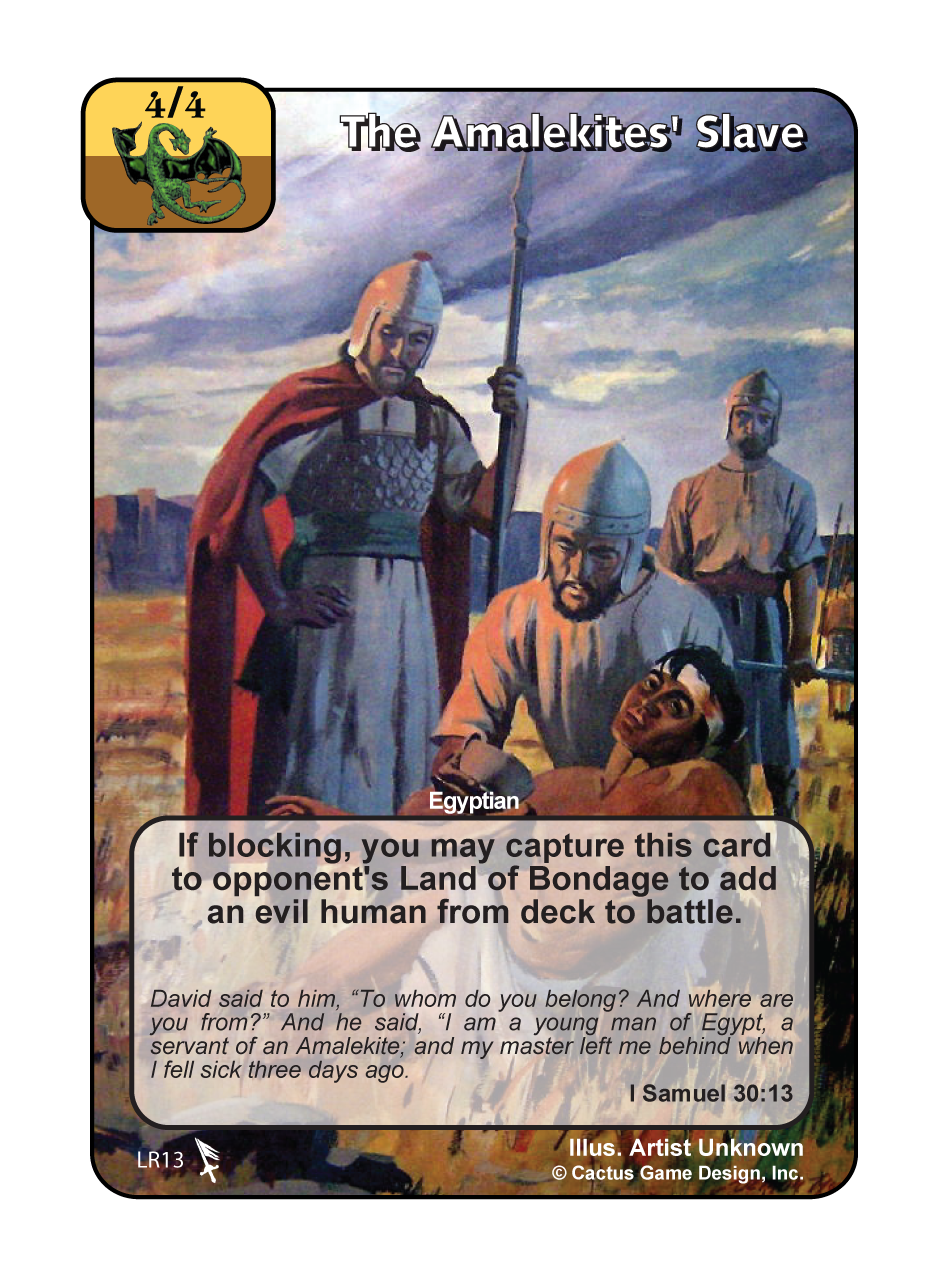 4/4
The Amalekites' Slave
Egyptian
If blocking, you may capture this card
to opponent's Land of Bondage to add
an evil human from deck to battle.
David said to him, “To whom do you belong? And where are
you from?” And he said, “I am a young man of Egypt, a
servant of an Amalekite; and my master left me behind when
I fell sick three days ago.
I Samuel 30:13
LR13
Illus. Artist Unknown
© Cactus Game Design, Inc.